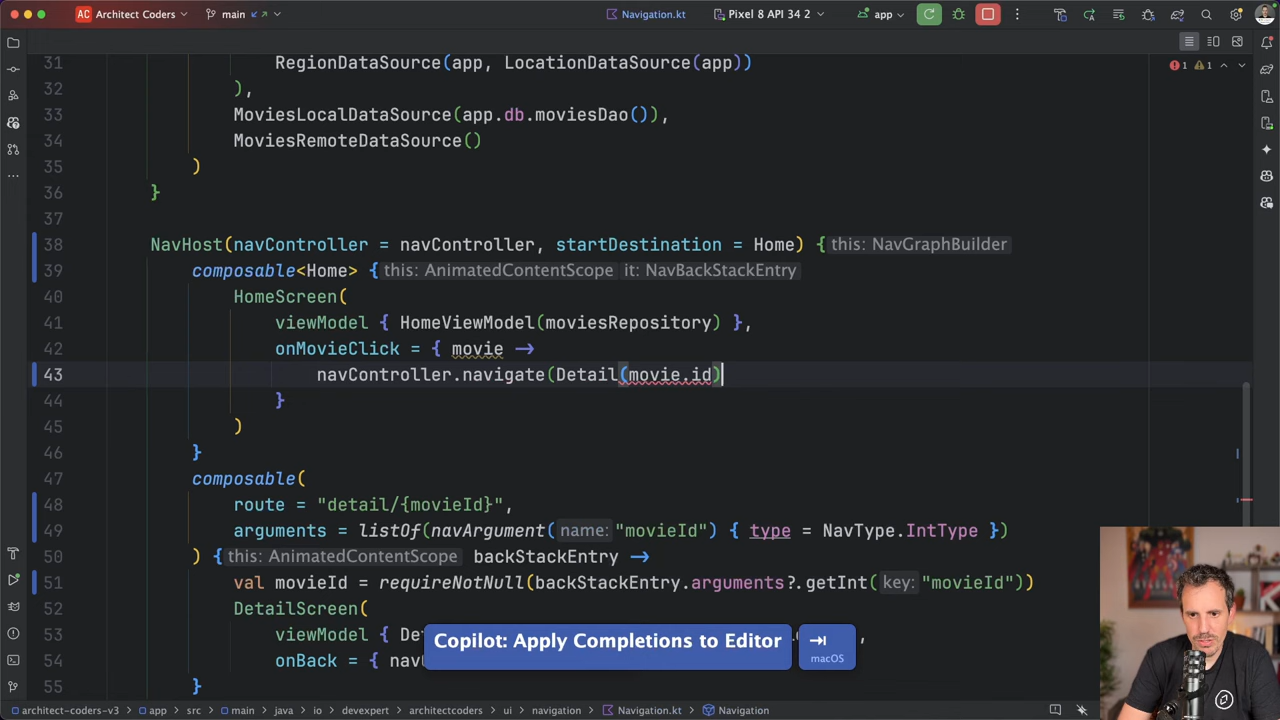 AC Architect Coders
main
Navigation.kt
Pixel 8 API 34 2
app
1 1
31 RegionDataSource(app, LocationDataSource(app))
32 ),
33 MoviesLocalDataSource(app.db.moviesDao()),
34 MoviesRemoteDataSource()
35 )
36 }
37
38 NavHost(navController = navController, startDestination = Home) { this: NavGraphBuilder
39 composable<Home> { this: AnimatedContentScope it: NavBackStackEntry
40 HomeScreen(
41 viewModel { HomeViewModel(moviesRepository) },
42 onMovieClick = { movie ->
43 navController.navigate(Detail(movie.id)
44 }
45 )
46 }
47 composable(
48 route = "detail/{movieId}",
49 arguments = listOf(navArgument( name: "movieId") { type = NavType.IntType })
50 ) { this: AnimatedContentScope backStackEntry ->
51 val movieId = requireNotNull(backStackEntry.arguments?.getInt( key: "movieId"))
52 DetailScreen(
53 viewModel {
54 onBack = {
55 }
Copilot: Apply Completions to Editor
macOS
architect-coders-v3 > app > src > main > java > io > devexpert > architectcoders > ui > navigation > Navigation.kt > Navigation